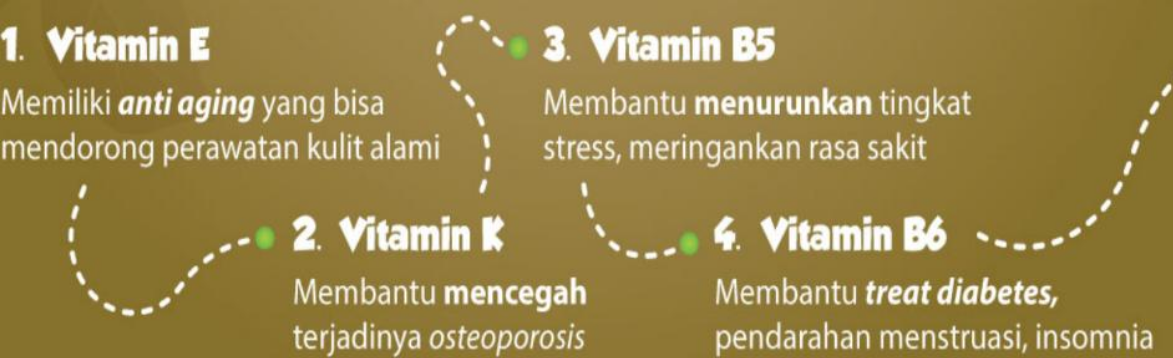 1. Vitamin E
Memiliki anti aging yang bisa
mendorong perawatan kulit alami
2. Vitamin K
Membantu mencegah
terjadinya osteoporosis
3. Vitamin B5
Membantu menurunkan tingkat
stress, meringankan rasa sakit
4. Vitamin B6
Membantu treat diabetes,
pendarahan menstruasi, insomnia